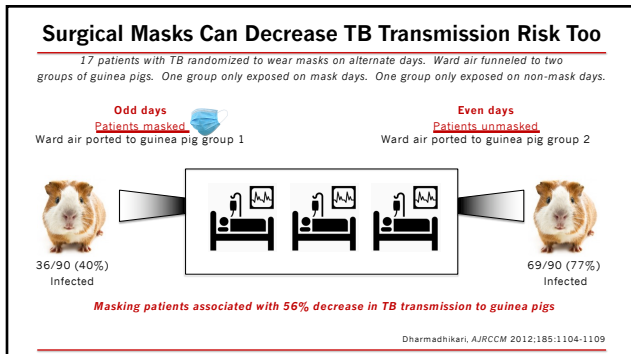 Surgical Masks Can Decrease TB Transmission Risk Too
17 patients with TB randomized to wear masks on alternate days. Ward air funneled to two
groups of guinea pigs. One group only exposed on mask days. One group only exposed on non-mask days.
Odd days
Patients masked
Ward air ported to guinea pig group 1
Even days
Patients unmasked
Ward air ported to guinea pig group 2
36/90 (40%)
Infected
69/90 (77%)
Infected
Masking patients associated with 56% decrease in TB transmission to guinea pigs
Dharmadhikari, AJRCCM 2012;185:1104-1109